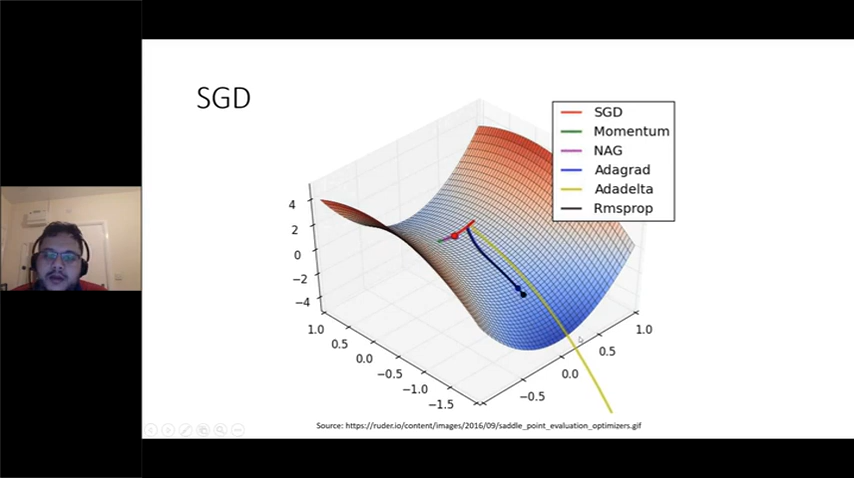 SGD
SGD
Momentum
NAG
Adagrad
Adadelta
Rmsprop
4
2
0
−2
−4
1.0
0.5
0.0
−0.5
−1.0
−1.5
−0.5
0.0
0.5
1.0
Source: https://ruder.io/content/images/2016/09/saddle_point_evaluation_optimizers.gif